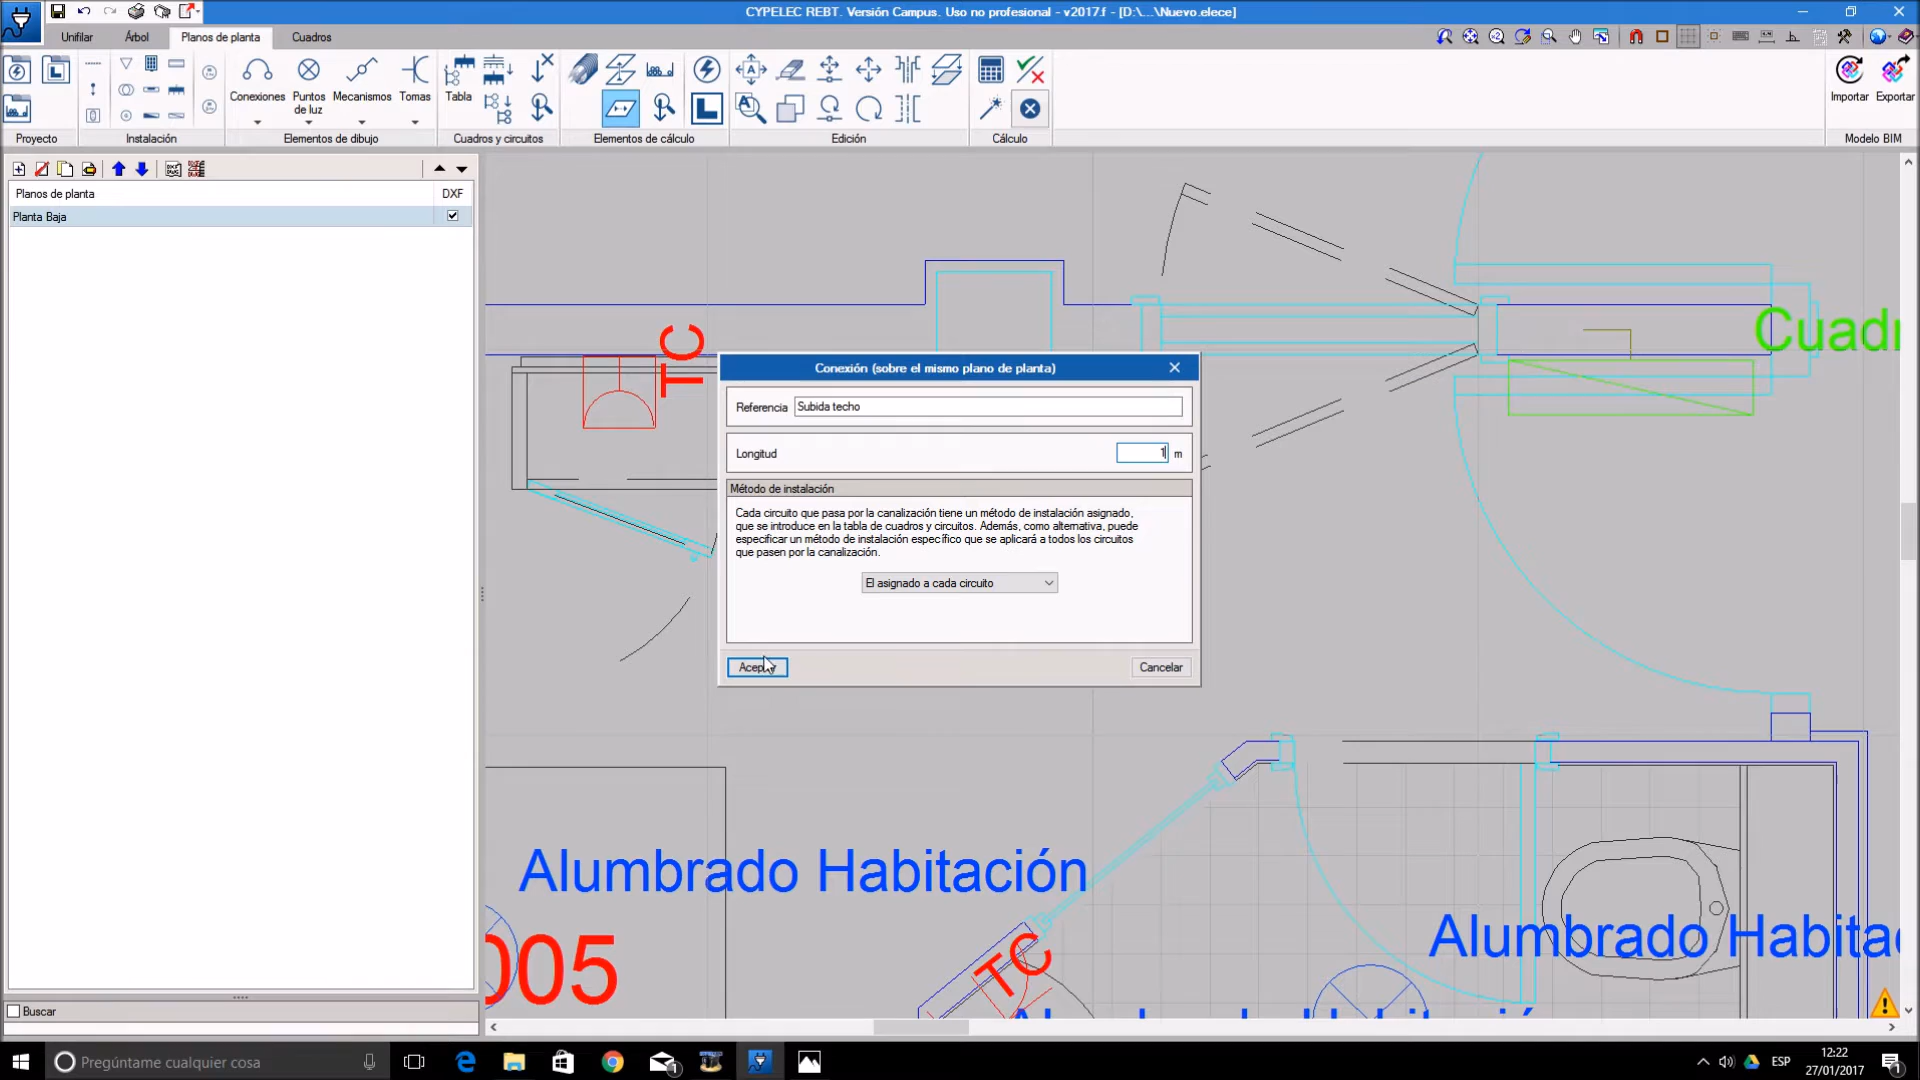 CYPELEC REBT. Versión Campus. Uso no profesional - v2017.f - [D:\...\Nuevo.elece]
Unifilar
Árbol
Planos de planta
Cuadros
Conexiones
Puntos de luz
Mecanismos
Tomas
Tabla
Importar
Exportar
Proyecto
Instalación
Elementos de dibujo
Cuadros y circuitos
Elementos de cálculo
Edición
Cálculo
Modelo BIM
Planos de planta
DXF
Planta Baja
TC
Cuadr
Conexión (sobre el mismo plano de planta)
Referencia
Subida techo
Longitud
1 m
Método de instalación
Cada circuito que pasa por la canalización tiene un método de instalación asignado,
que se introduce en la tabla de cuadros y circuitos. Además, como alternativa, puede
especificar un método de instalación específico que se aplicará a todos los circuitos
que pasen por la canalización.
El asignado a cada circuito
Cancelar
Alumbrado Habitación
005
TC
Alumbrado Habita
Buscar
Pregúntame cualquier cosa
ESP
12:22
27/01/2017